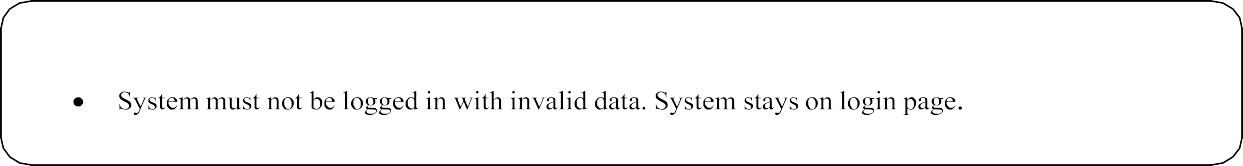 • System must not be logged in with invalid data. System stays on login page.